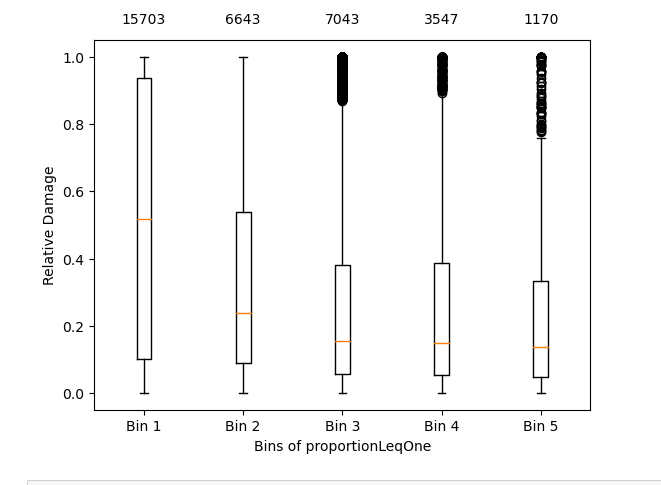 15703 6643 7043 3547 1170
1.0
0.8
0.6
0.4
0.2
0.0
Relative Damage
Bin 1 Bin 2 Bin 3 Bin 4 Bin 5
Bins of proportionLeqOne